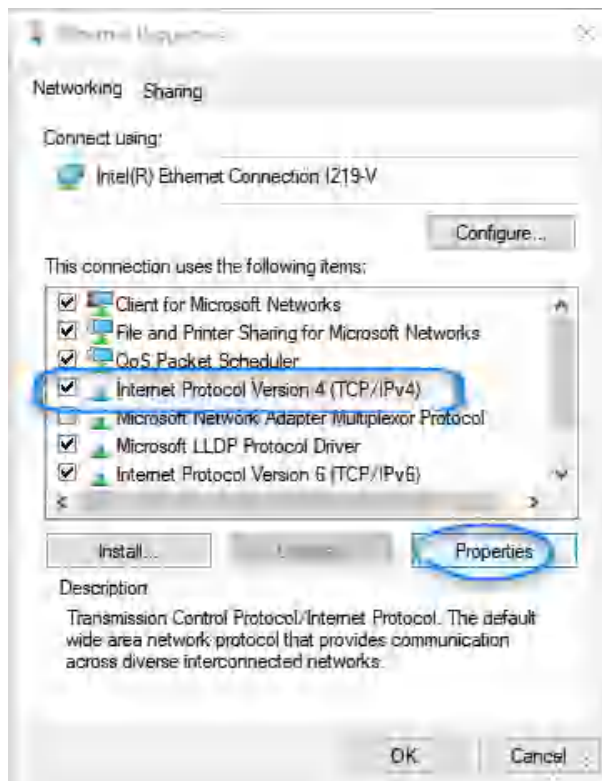 Ethernet Properties
Networking
Sharing
Connect using:
Intel(R) Ethernet Connection I219-V
Configure...
This connection uses the following items:
Client for Microsoft Networks
File and Printer Sharing for Microsoft Networks
QoS Packet Scheduler
Internet Protocol Version 4 (TCP/IPv4)
Microsoft Network Adapter Multiplexor Protocol
Microsoft LLDP Protocol Driver
Internet Protocol Version 6 (TCP/IPv6)
Install...
Properties
Description
Transmission Control Protocol/Internet Protocol. The default
wide area network protocol that provides communication
across diverse interconnected networks.
OK
Cancel